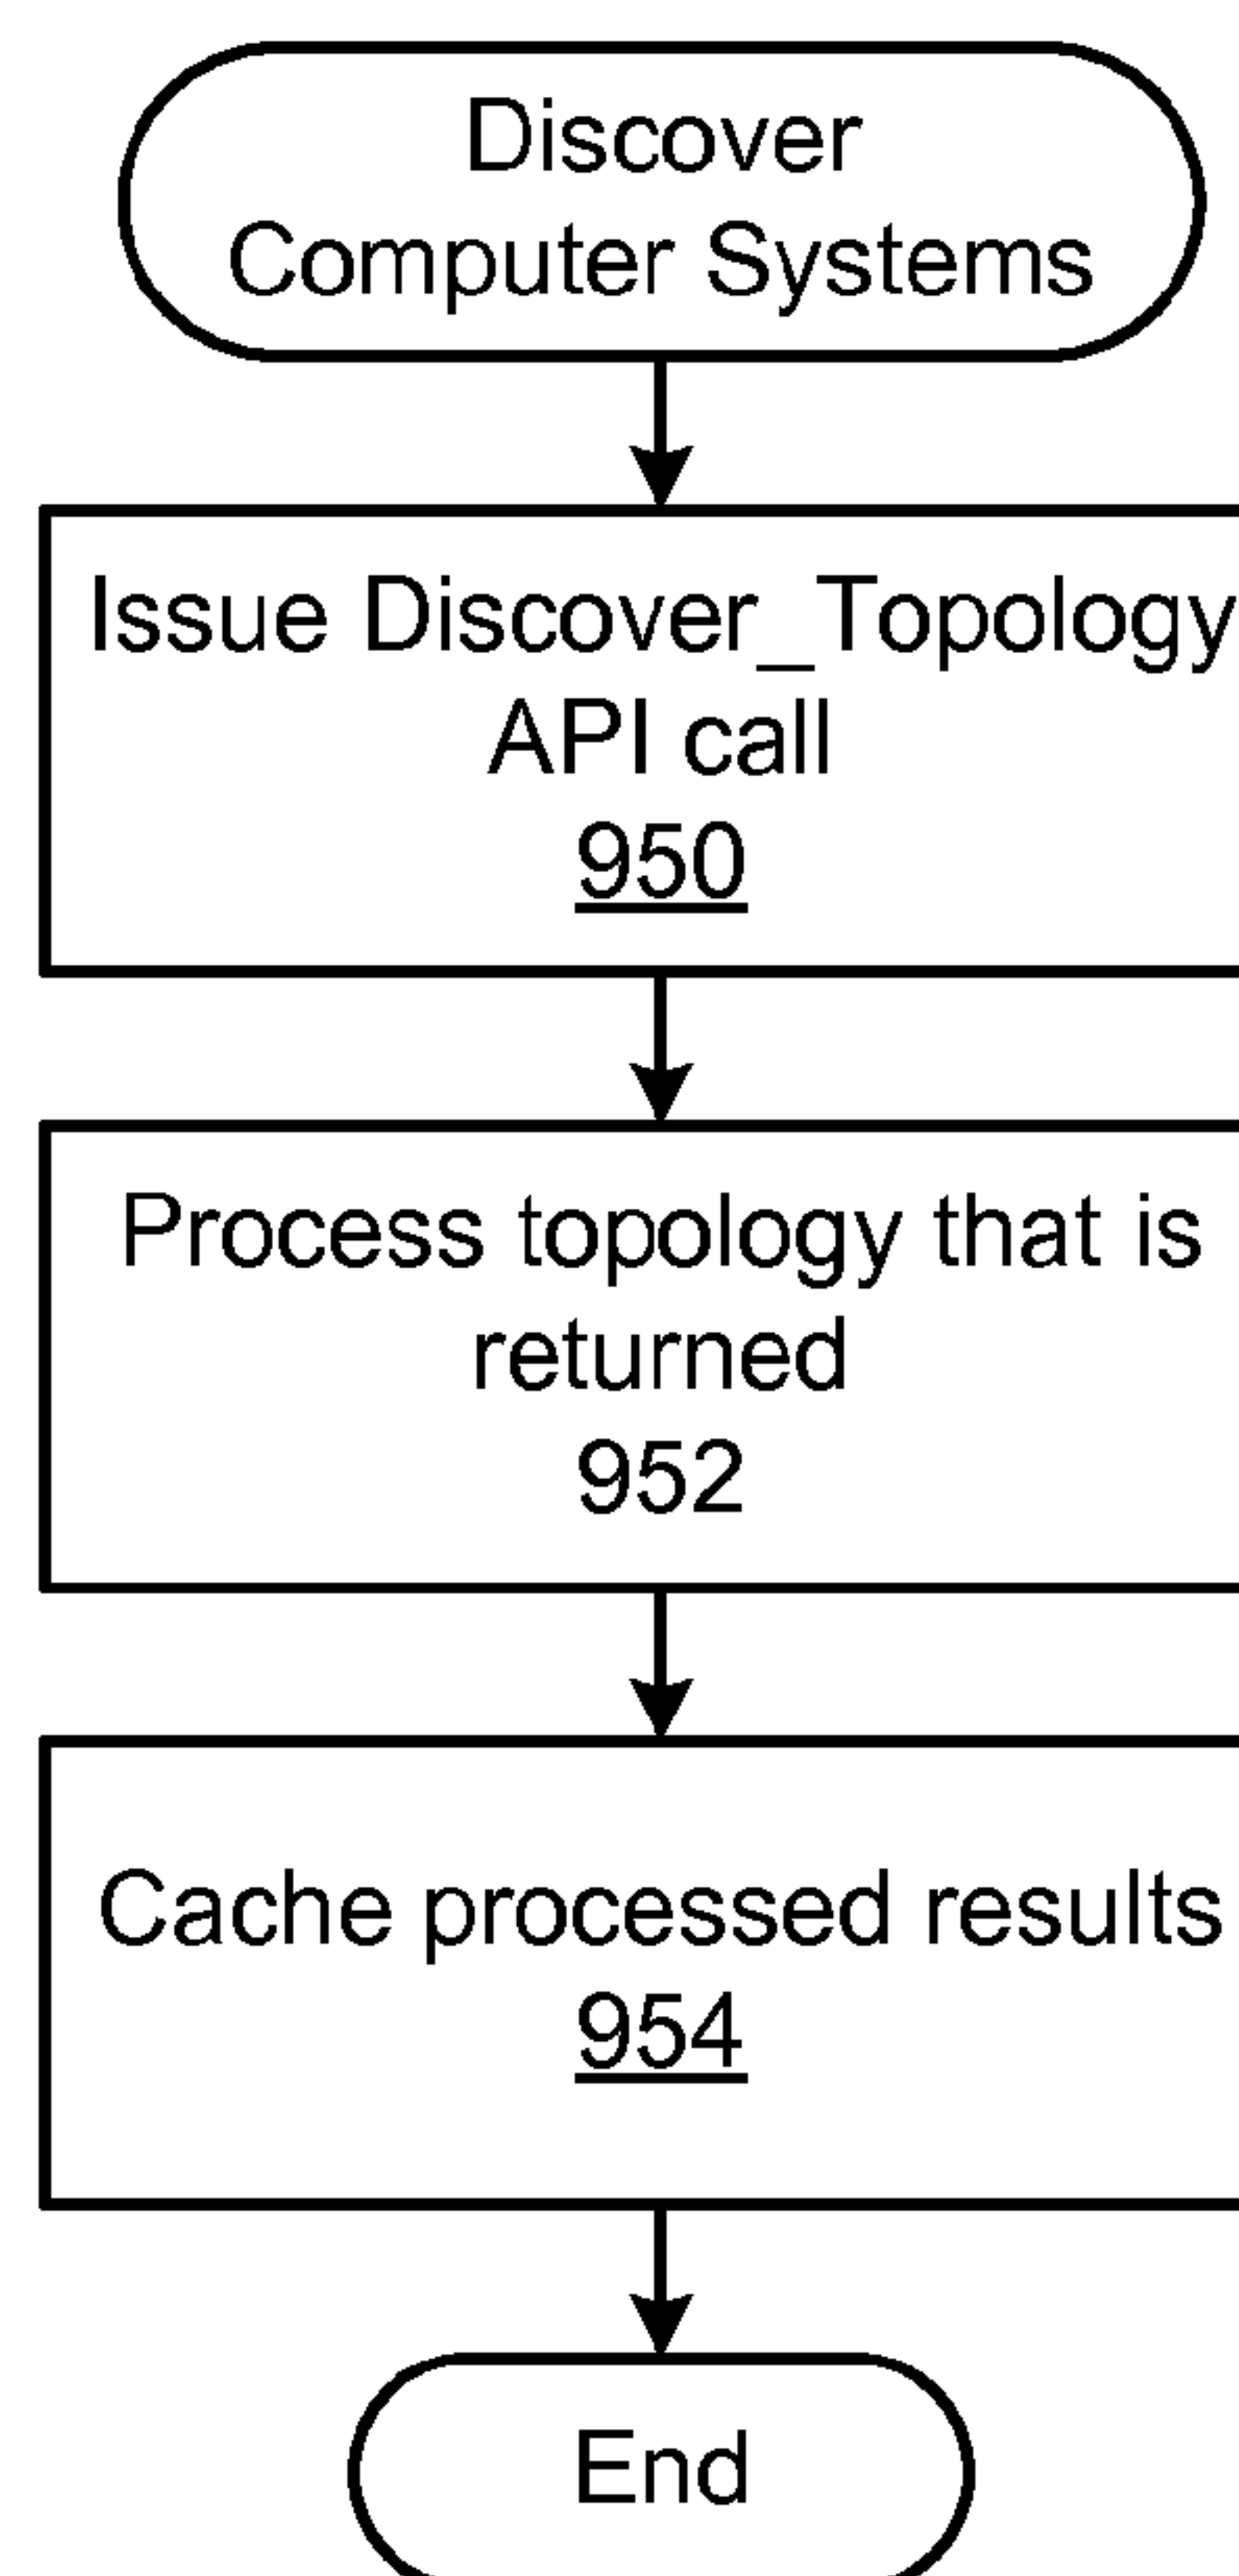 Discover
Computer Systems
Issue Discover_Topology
API call
950
Process topology that is
returned
952
Cache processed results
954
End